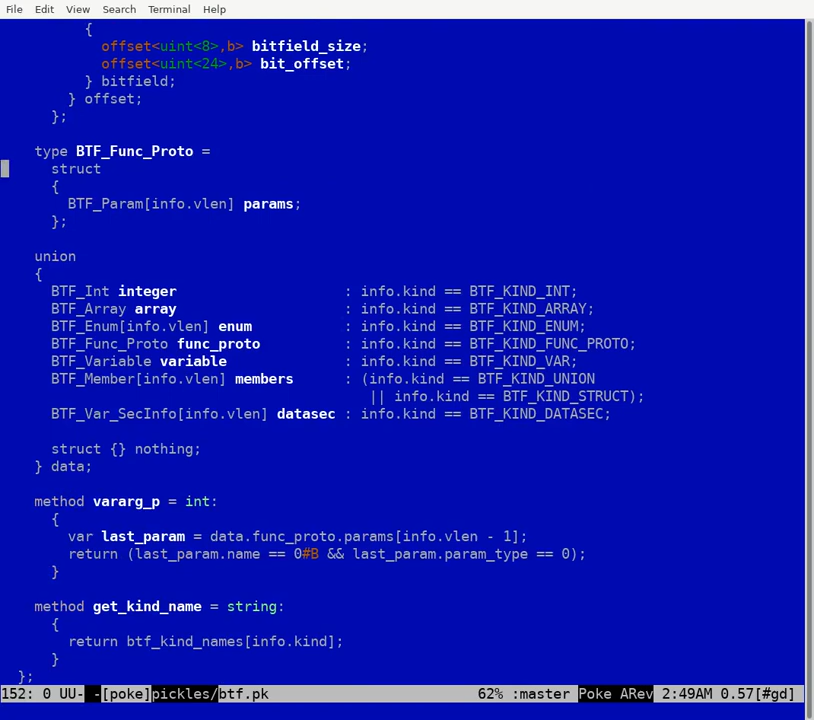 File Edit View Search Terminal Help
{
offset<uint<8>,b> bitfield_size;
offset<uint<24>,b> bit_offset;
} bitfield;
} offset;
};
type BTF_Func_Proto =
struct
{
BTF_Param[info.vlen] params;
};
union
{
BTF_Int integer : info.kind == BTF_KIND_INT;
BTF_Array array : info.kind == BTF_KIND_ARRAY;
BTF_Enum[info.vlen] enum : info.kind == BTF_KIND_ENUM;
BTF_Func_Proto func_proto : info.kind == BTF_KIND_FUNC_PROTO;
BTF_Variable variable : info.kind == BTF_KIND_VAR;
BTF_Member[info.vlen] members : (info.kind == BTF_KIND_UNION
|| info.kind == BTF_KIND_STRUCT);
BTF_Var_SecInfo[info.vlen] datasec : info.kind == BTF_KIND_DATASEC;
struct {} nothing;
} data;
method vararg_p = int:
{
var last_param = data.func_proto.params[info.vlen - 1];
return (last_param.name == 0#B && last_param.param_type == 0);
}
method get_kind_name = string:
{
return btf_kind_names[info.kind];
}
};
152: 0 UU- -[poke]pickles/btf.pk 62% :master Poke ARev 2:49AM 0.57[#gd]